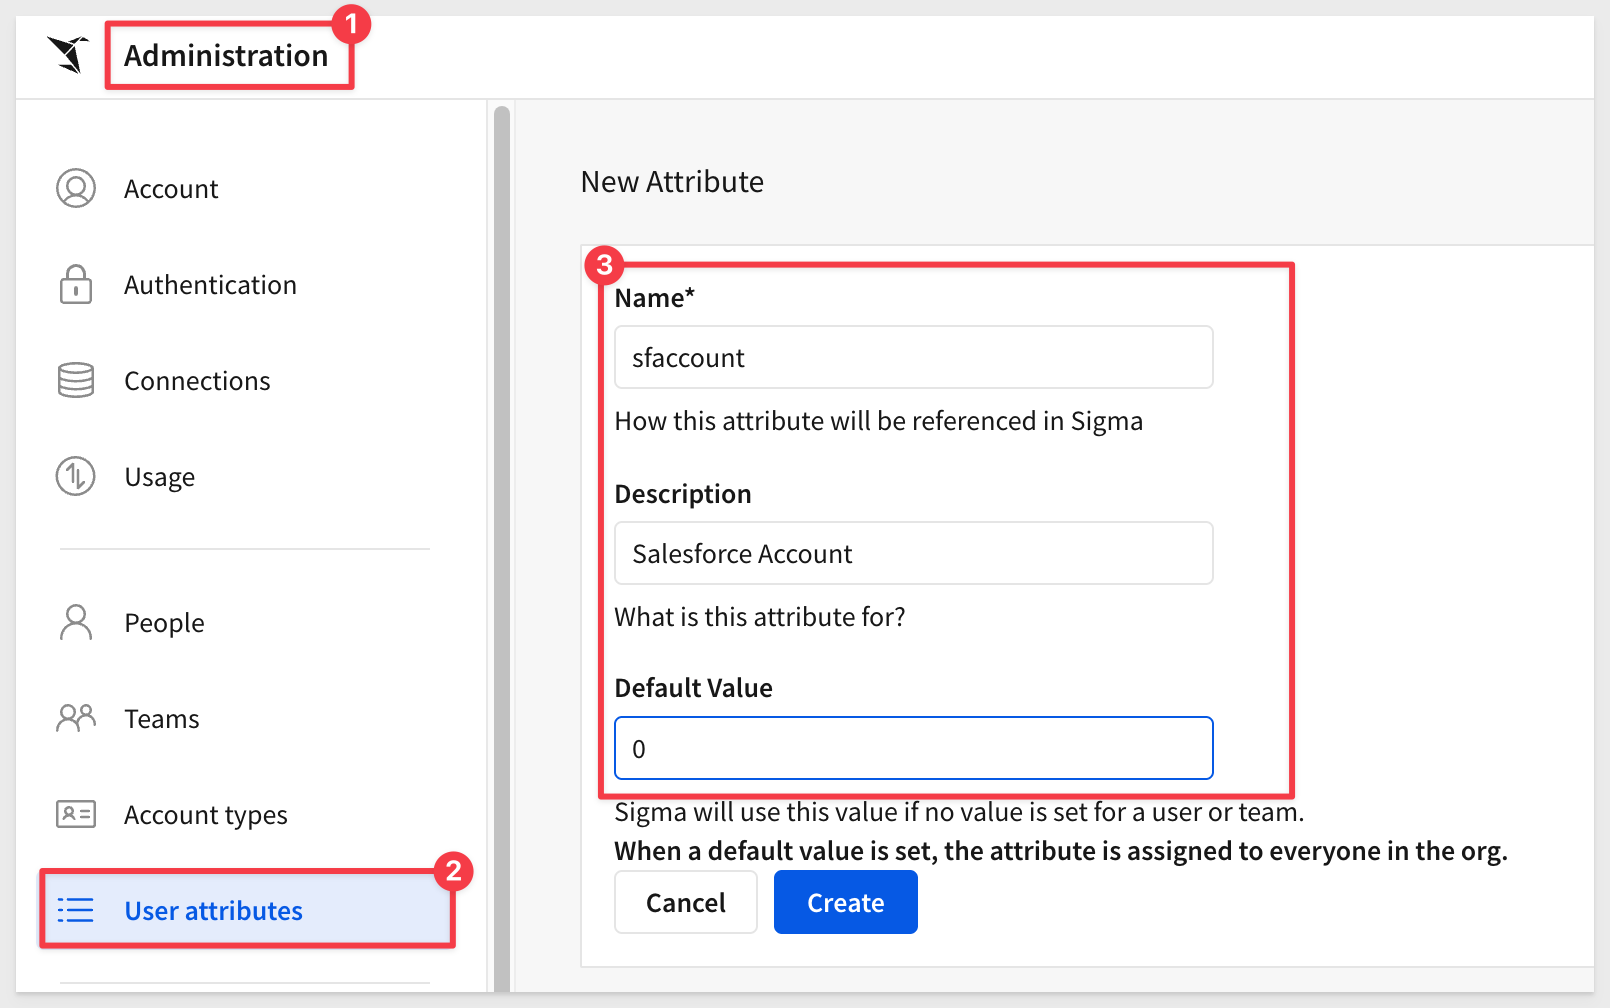 1
Administration
Account
Authentication
Connections
Usage
People
Teams
Account types
2
User attributes
New Attribute
3
Name*
sfaccount
How this attribute will be referenced in Sigma
Description
Salesforce Account
What is this attribute for?
Default Value
0
Sigma will use this value if no value is set for a user or team.
When a default value is set, the attribute is assigned to everyone in the org.
Cancel
Create